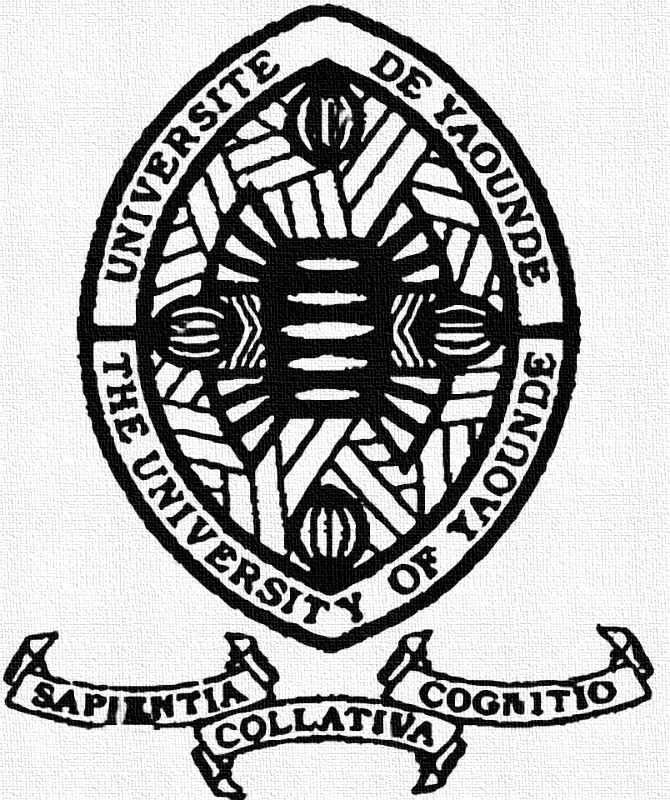 UNIVERSITE DE YAOUNDE
THE UNIVERSITY OF YAOUNDE
SAPIENTIA
COLLATIVA
COGNITIO